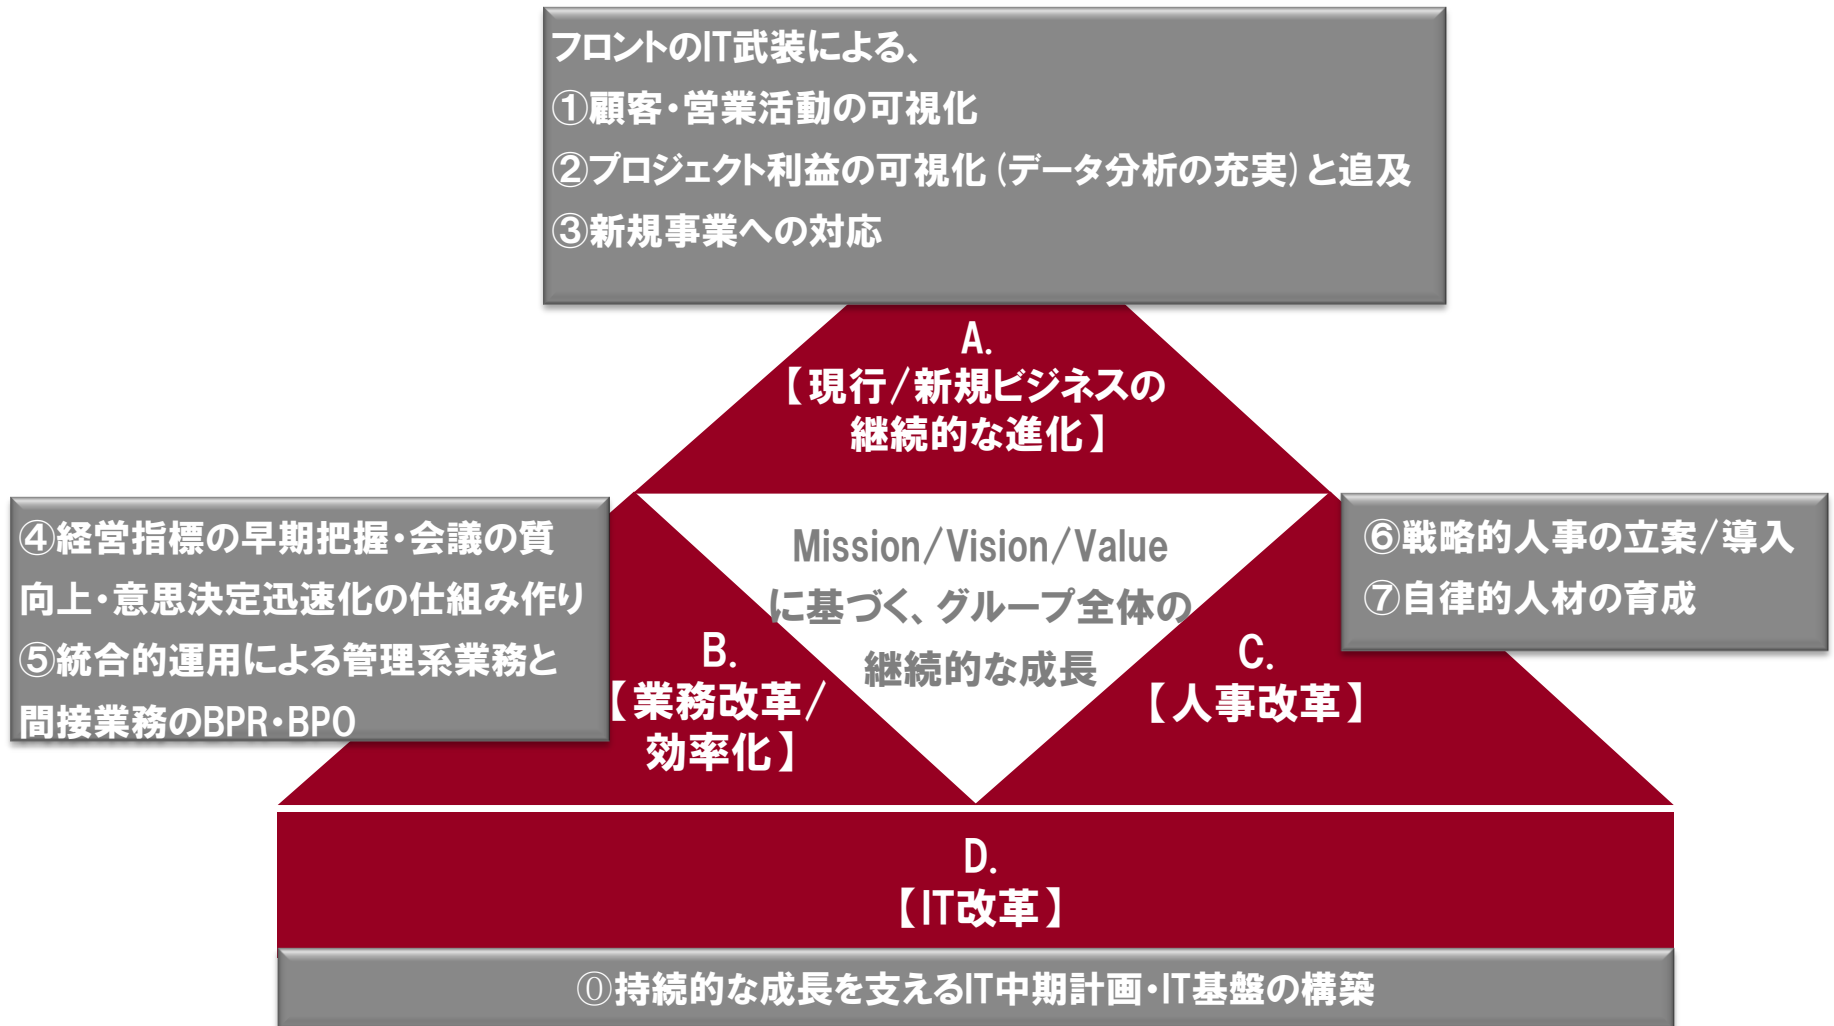 フロントのIT武装による、
①顧客・営業活動の可視化
②プロジェクト利益の可視化(データ分析の充実)と追及
③新規事業への対応
A.
【現行/新規ビジネスの
継続的な進化】
④経営指標の早期把握・会議の質
向上・意思決定迅速化の仕組み作り
⑤統合的運用による管理系業務と
間接業務のBPR・BPO
Mission/Vision/Value
に基づく、グループ全体の
継続的な成長
⑥戦略的人事の立案/導入
⑦自律的人材の育成
B.
【業務改革/
効率化】
C.
【人事改革】
D.
【IT改革】
⓪持続的な成長を支えるIT中期計画・IT基盤の構築